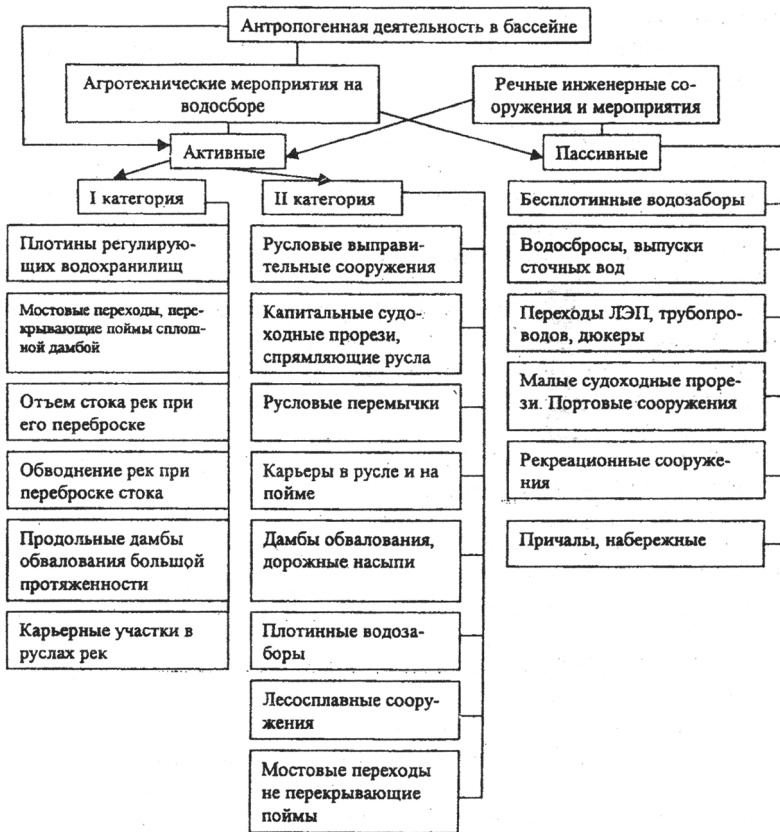 Антропогенная деятельность в бассейне
Агротехнические мероприятия на
водосборе
Речные инженерные со-
оружения и мероприятия
Активные
Пассивные
I категория
II категория
Плотины регулирую-
щих водохранилищ
Мостовые переходы, пере-
крывающие поймы сплош-
ной дамбой
Отъем стока рек при
его переброске
Обводнение рек при
переброске стока
Продольные дамбы
обвалования большой
протяженности
Карьерные участки в
руслах рек
Русловые выправи-
тельные сооружения
Капитальные судо-
ходные прорези,
спрямляющие русла
Русловые перемычки
Карьеры в русле и на
пойме
Дамбы обвалования,
дорожные насыпи
Плотинные водоза-
боры
Лесосплавные соору-
жения
Мостовые переходы
не перекрывающие
поймы
Бесплотинные водозаборы
Водосбросы, выпуски
сточных вод
Переходы ЛЭП, трубопро-
водов, дюкеры
Малые судоходные проре-
зи. Портовые сооружения
Рекреационные сооруже-
ния
Причалы, набережные